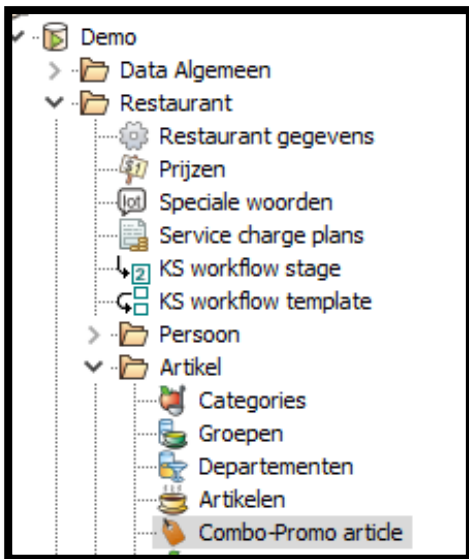 Demo
Data Algemeen
Restaurant
Restaurant gegevens
Prijzen
Speciale woorden
Service charge plans
KS workflow stage
KS workflow template
Persoon
Artikel
Categories
Groepen
Departementen
Artikelen
Combo-Promo article